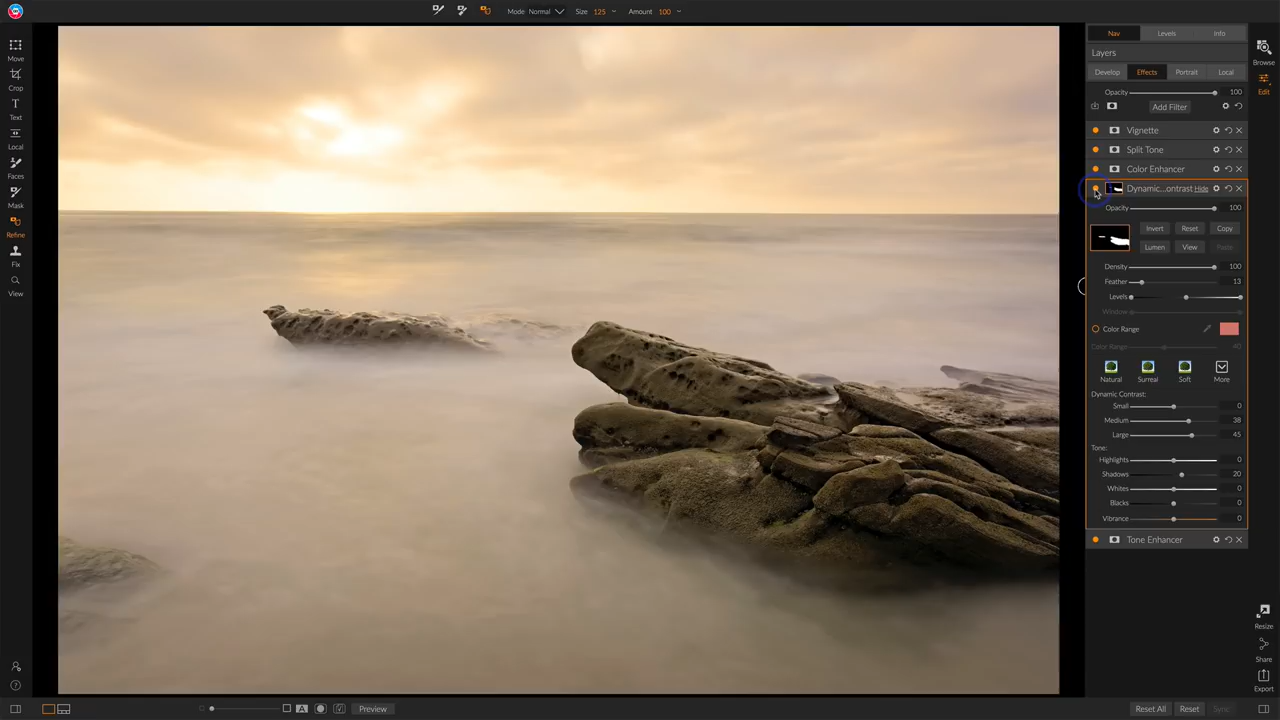 Mode Normal Size 125 Amount 100
Move
Crop
Text
Local
Faces
Mask
Refine
Fix
View
Nav Levels Info
Layers
Develop Effects Portrait Local
Opacity 100
Add Filter
Vignette
Split Tone
Color Enhancer
Dynamic...ontrast Hide
Opacity 100
Invert Reset Copy
Lumen View Paste
Density 100
Feather 13
Levels
Window
Color Range
Color Range 40
Natural Surreal Soft More
Dynamic Contrast:
Small 0
Medium 38
Large 45
Tone:
Highlights 0
Shadows 20
Whites 0
Blacks 0
Vibrance 0
Tone Enhancer
Browse
Edit
Resize
Share
Export
A
Preview
Reset All Reset Sync